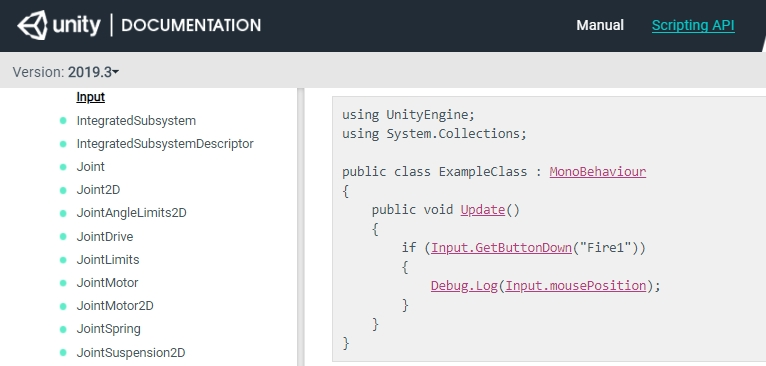 unity | DOCUMENTATION
Manual
Scripting API
Version: 2019.3
Input
IntegratedSubsystem
IntegratedSubsystemDescriptor
Joint
Joint2D
JointAngleLimits2D
JointDrive
JointLimits
JointMotor
JointMotor2D
JointSpring
JointSuspension2D
using UnityEngine;
using System.Collections;
public class ExampleClass : MonoBehaviour
{
    public void Update()
    {
        if (Input.GetButtonDown("Fire1"))
        {
            Debug.Log(Input.mousePosition);
        }
    }
}